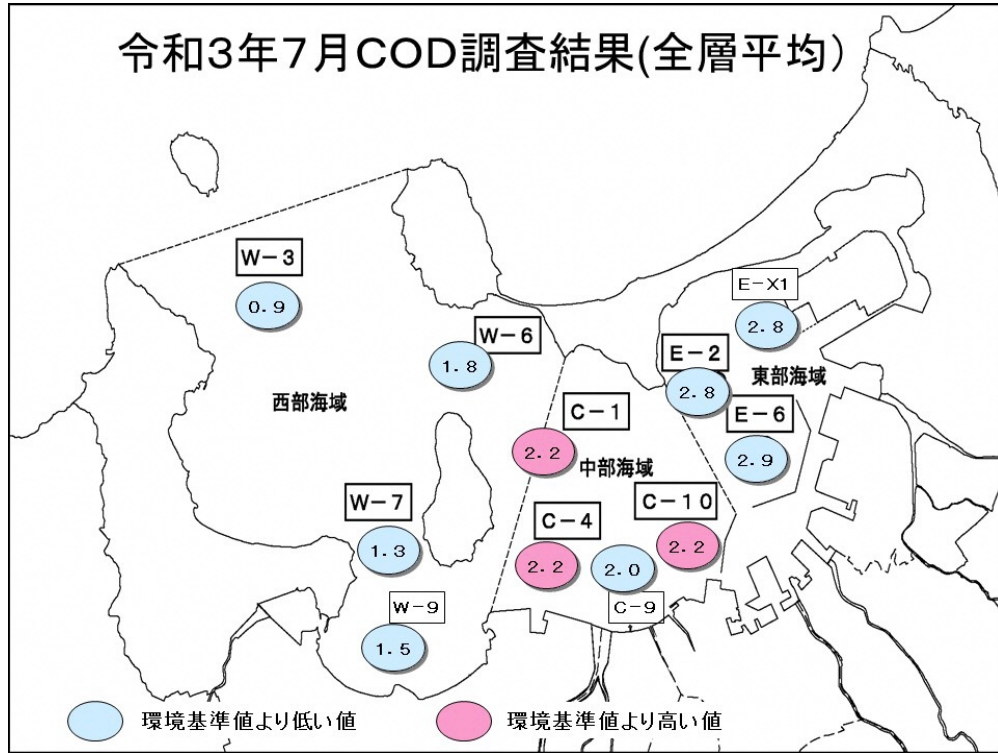 令和3年7月COD調査結果(全層平均)
W-3
0.9
E-X1
2.8
W-6
1.8
E-2
2.8
東部海域
西部海域
C-1
2.2
E-6
2.9
中部海域
W-7
1.3
C-4
2.2
C-10
2.2
2.0
C-9
W-9
1.5
環境基準値より低い値
環境基準値より高い値